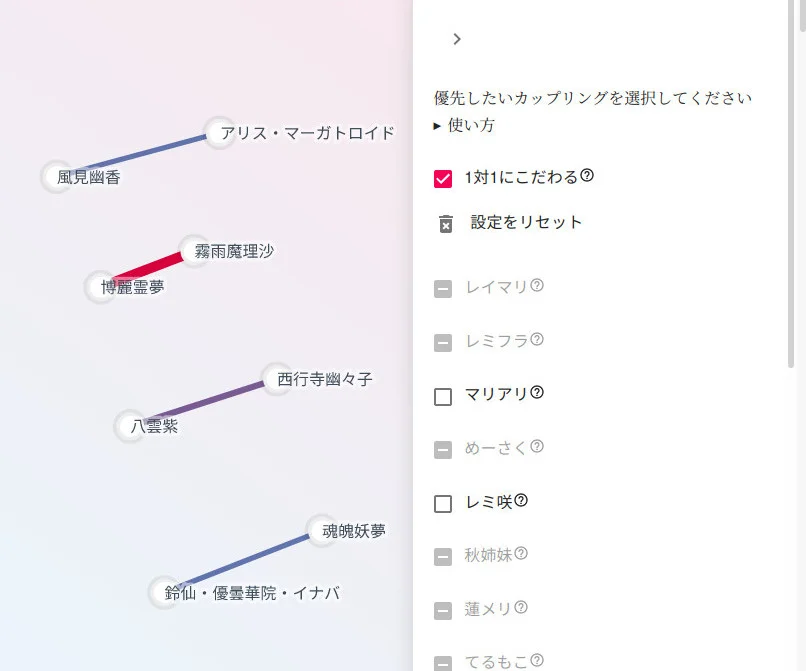 アリス・マーガトロイド
風見幽香
霧雨魔理沙
博麗霊夢
西行寺幽々子
八雲紫
魂魄妖夢
鈴仙・優曇華院・イナバ
優先したいカップリングを選択してください
▸ 使い方
1対1にこだわる
設定をリセット
レイマリ
レミフラ
マリアリ
めーさく
レミ咲
秋姉妹
蓮メリ
てるもこ